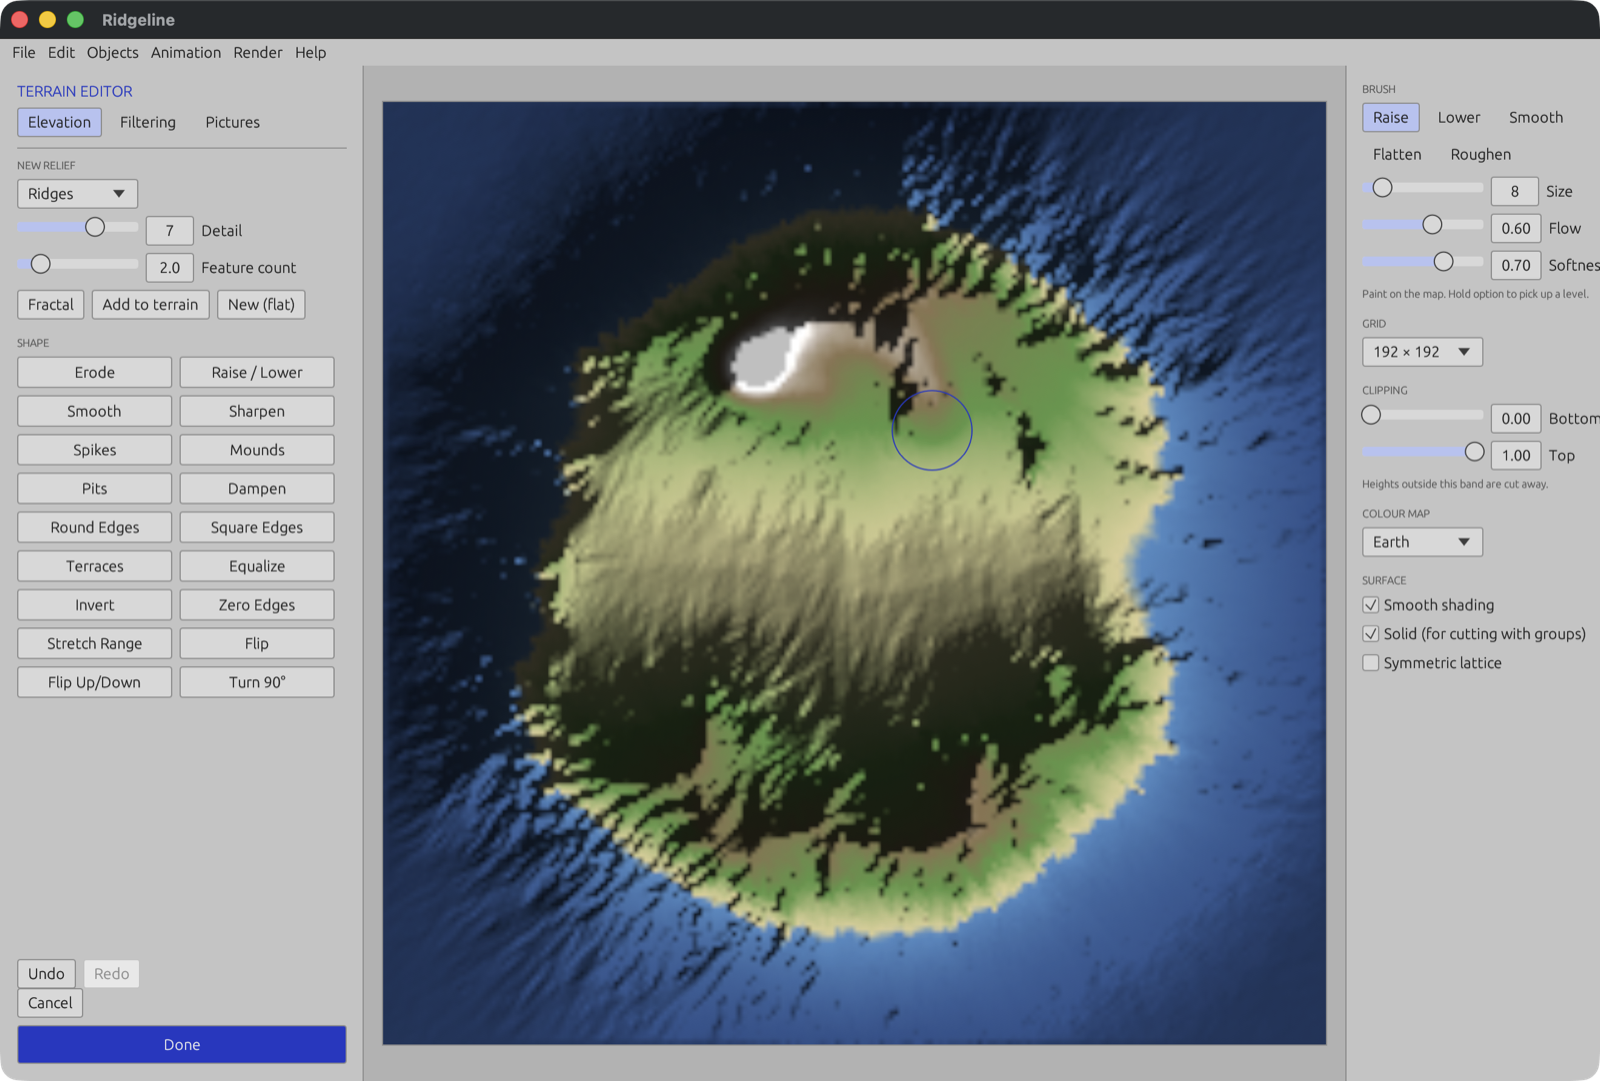 Ridgeline
File Edit Objects Animation Render Help
TERRAIN EDITOR
Elevation Filtering Pictures
NEW RELIEF
Ridges
7 Detail
2.0 Feature count
Fractal Add to terrain New (flat)
SHAPE
Erode Raise / Lower
Smooth Sharpen
Spikes Mounds
Pits Dampen
Round Edges Square Edges
Terraces Equalize
Invert Zero Edges
Stretch Range Flip
Flip Up/Down Turn 90°
Undo Redo
Cancel
Done
BRUSH
Raise Lower Smooth
Flatten Roughen
8 Size
0.60 Flow
0.70 Softnes
Paint on the map. Hold option to pick up a level.
GRID
192 × 192
CLIPPING
0.00 Bottom
1.00 Top
Heights outside this band are cut away.
COLOUR MAP
Earth
SURFACE
Smooth shading
Solid (for cutting with groups)
Symmetric lattice